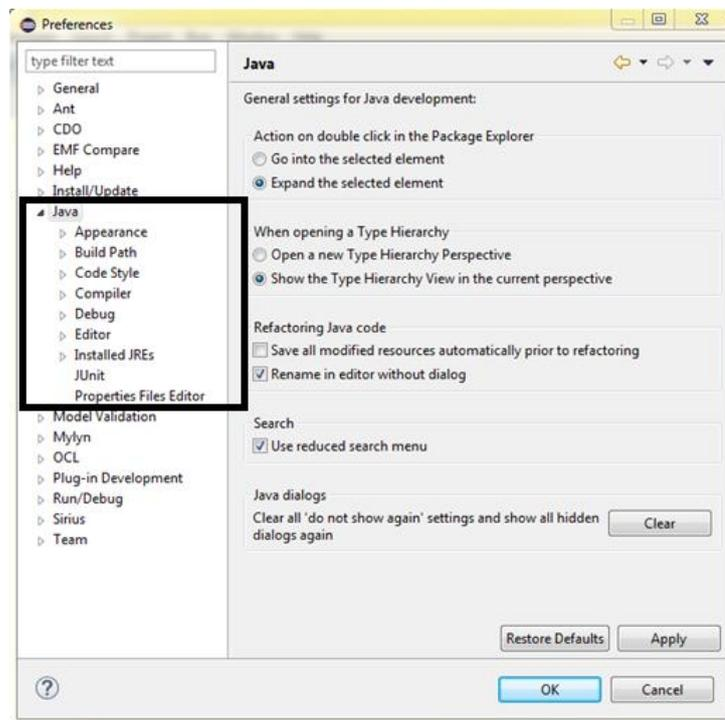 Preferences
type filter text
General
Ant
CDO
EMF Compare
Help
Install/Update
Java
Appearance
Build Path
Code Style
Compiler
Debug
Editor
Installed JREs
JUnit
Properties Files Editor
Model Validation
Mylyn
OCL
Plug-in Development
Run/Debug
Sirius
Team
Java
General settings for Java development:
Action on double click in the Package Explorer
Go into the selected element
Expand the selected element
When opening a Type Hierarchy
Open a new Type Hierarchy Perspective
Show the Type Hierarchy View in the current perspective
Refactoring Java code
Save all modified resources automatically prior to refactoring
Rename in editor without dialog
Search
Use reduced search menu
Java dialogs
Clear all 'do not show again' settings and show all hidden
dialogs again
Clear
Restore Defaults
Apply
?
OK
Cancel